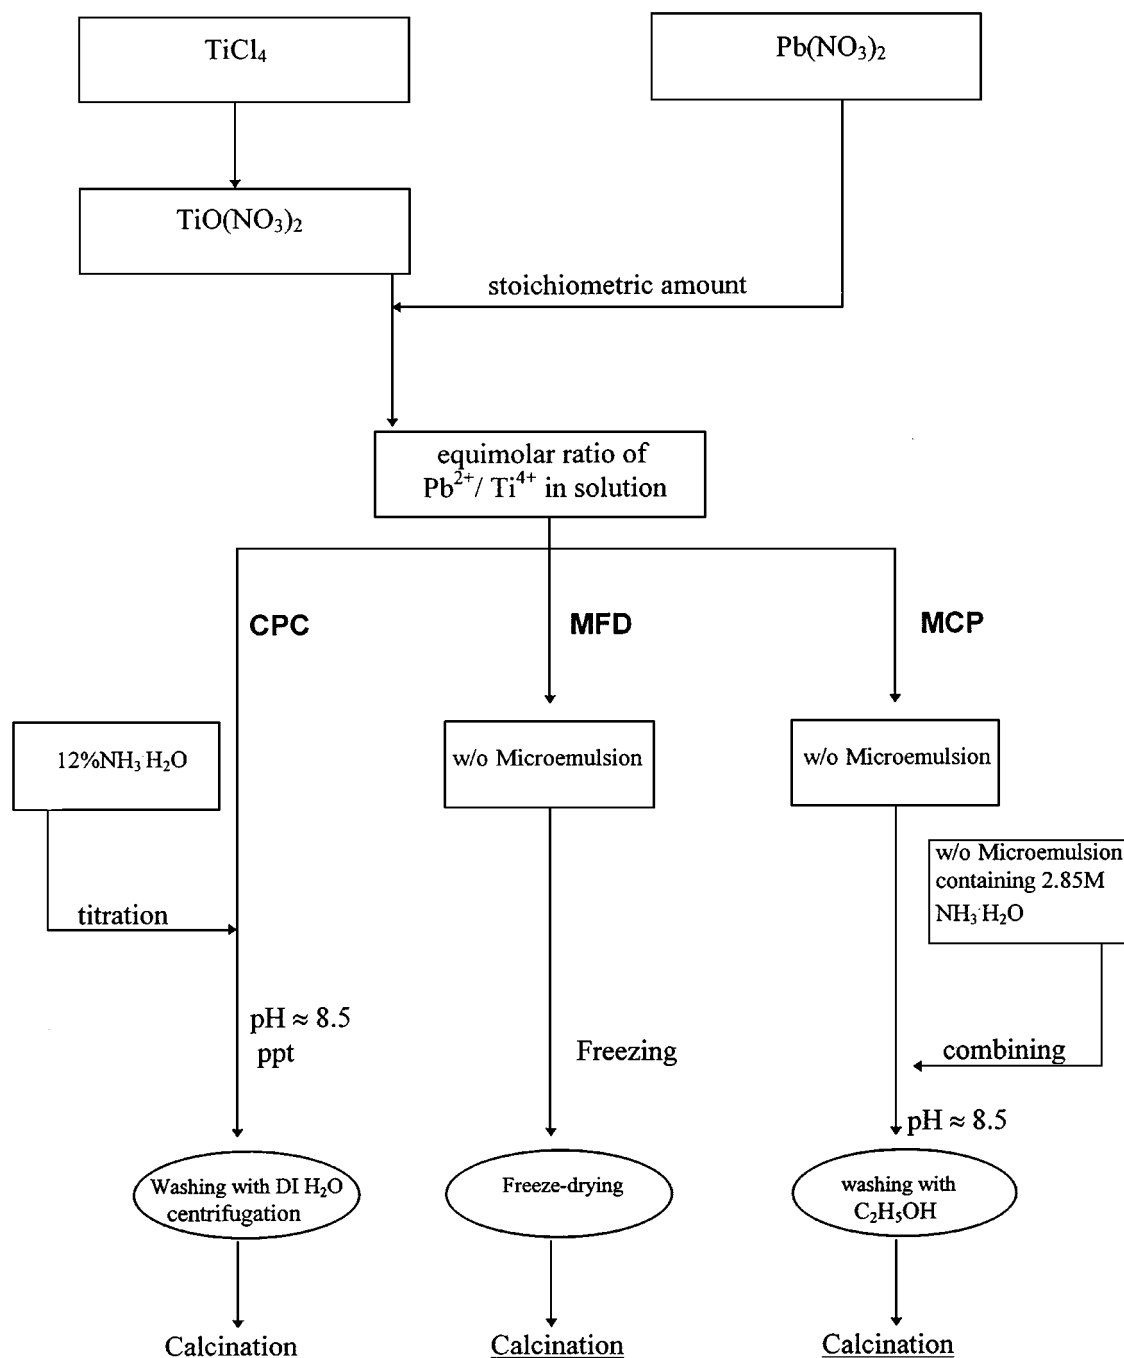 TiCl₄
Pb(NO₃)₂
TiO(NO₃)₂
stoichiometric amount
equimolar ratio of
Pb²⁺/ Ti⁴⁺ in solution
CPC
MFD
MCP
12%NH₃·H₂O
w/o Microemulsion
w/o Microemulsion
w/o Microemulsion
containing 2.85M
NH₃·H₂O
titration
pH ≈ 8.5
ppt
Freezing
combining
pH ≈ 8.5
Washing with DI H₂O
centrifugation
Freeze-drying
washing with
C₂H₅OH
Calcination
Calcination
Calcination